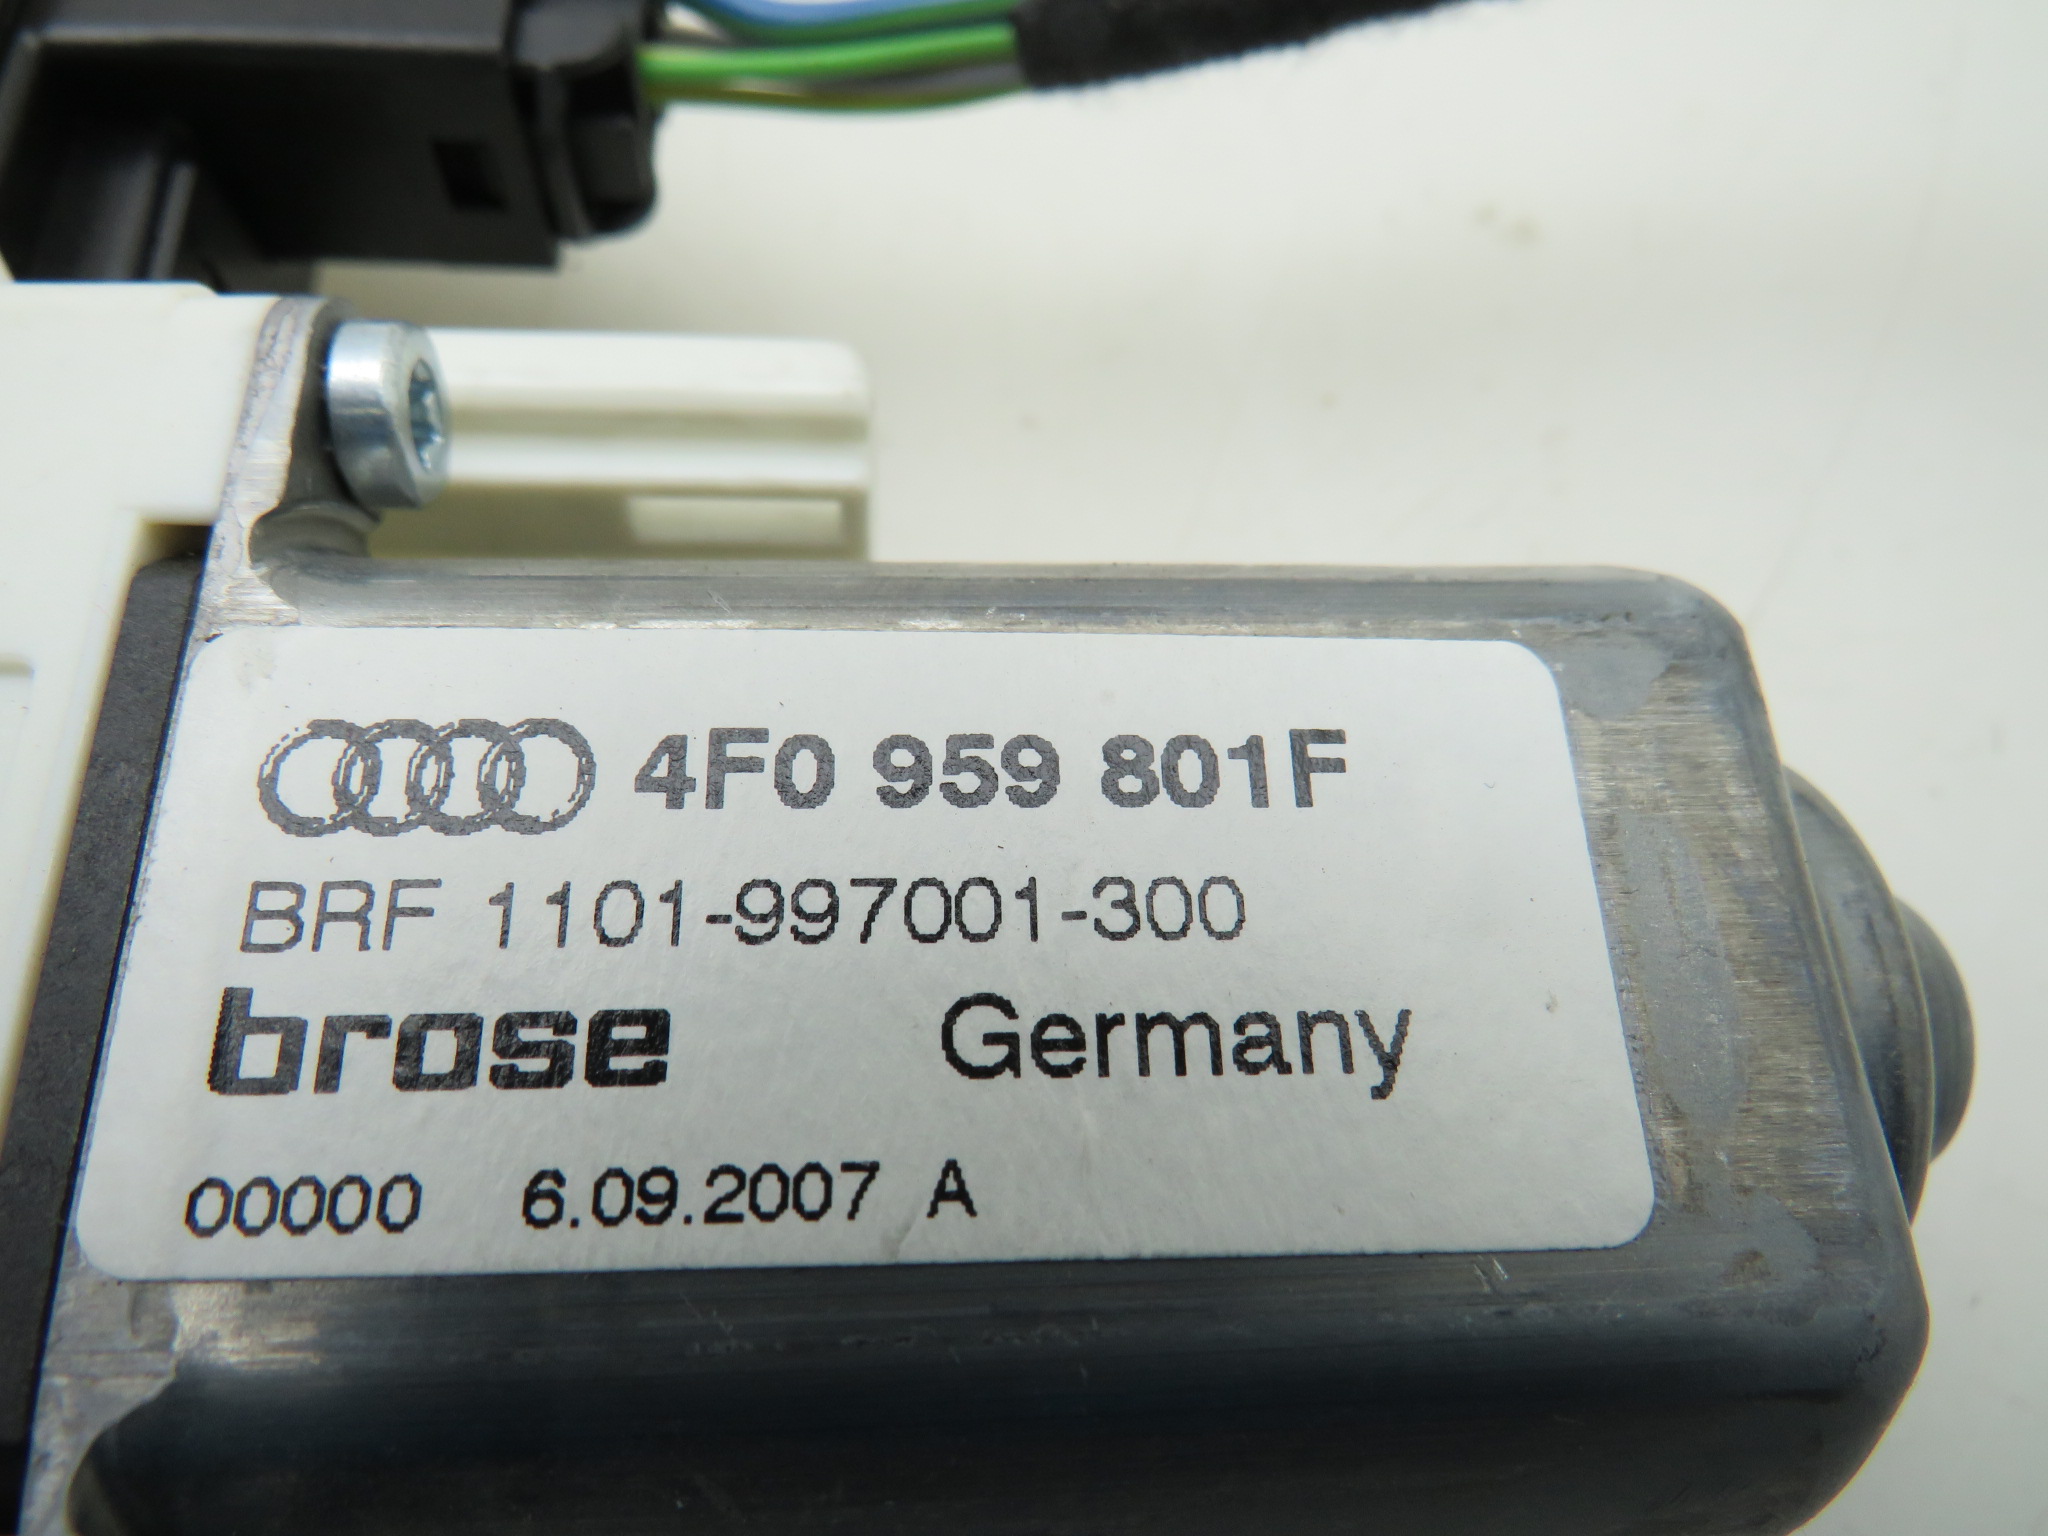 4F0 959 801F
BRF 1101-997001-300
brose Germany
00000 6.09.2007 A